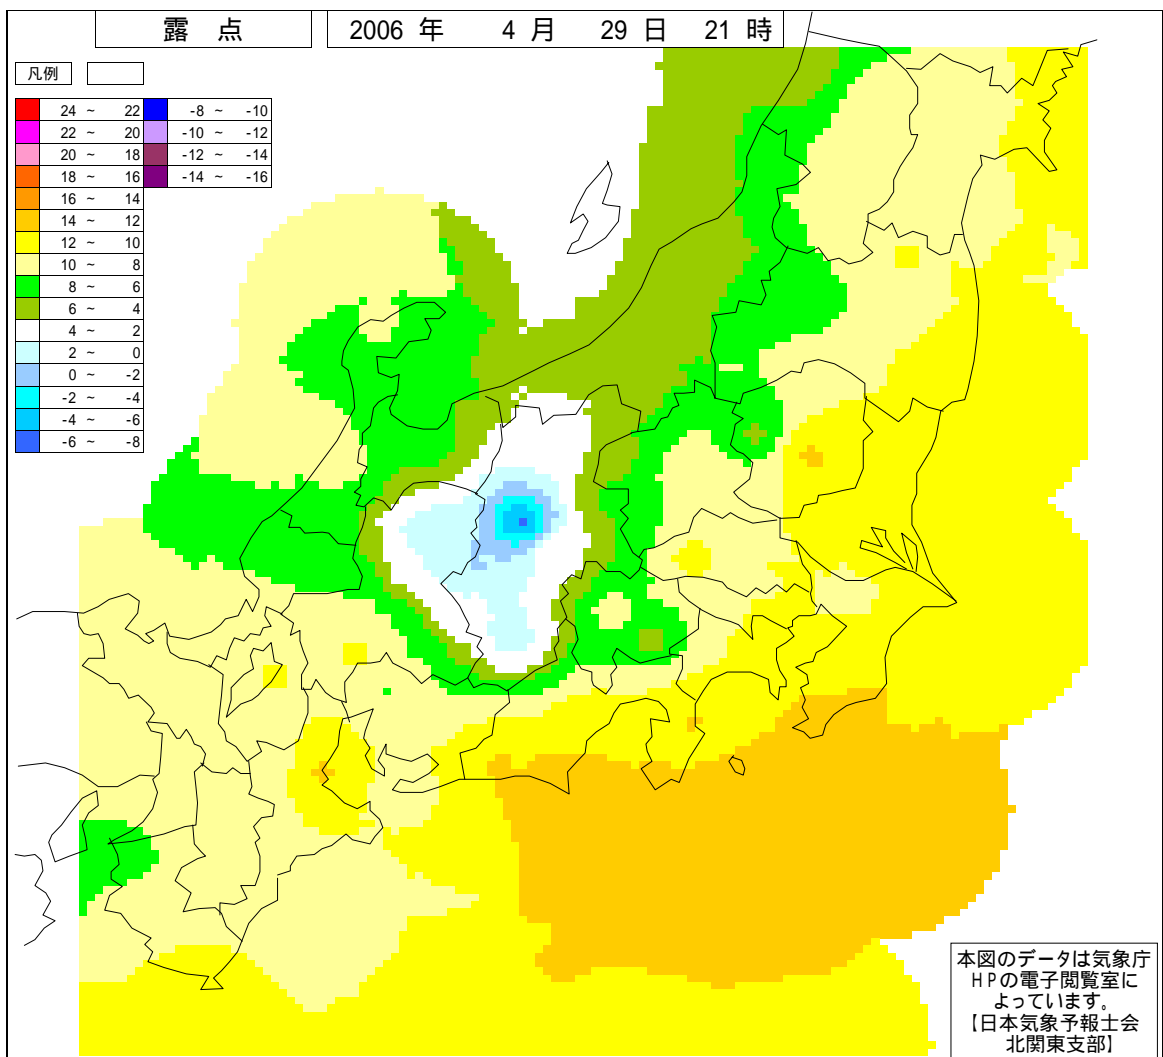 露　点
2006 年 4 月 29 日 21 時
凡例
24 ~ 22
22 ~ 20
20 ~ 18
18 ~ 16
16 ~ 14
14 ~ 12
12 ~ 10
10 ~ 8
8 ~ 6
6 ~ 4
4 ~ 2
2 ~ 0
0 ~ -2
-2 ~ -4
-4 ~ -6
-6 ~ -8
-8 ~ -10
-10 ~ -12
-12 ~ -14
-14 ~ -16
本図のデータは気象庁
HPの電子閲覧室に
よっています。
【日本気象予報士会
北関東支部】